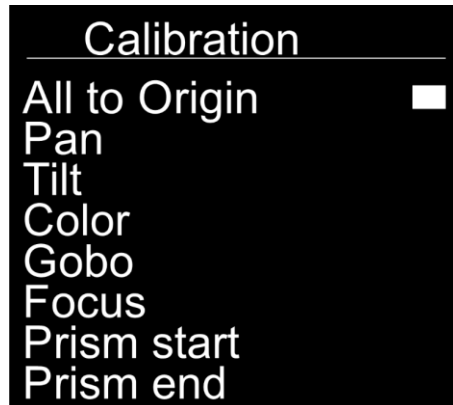 Calibration
All to Origin
Pan
Tilt
Color
Gobo
Focus
Prism start
Prism end